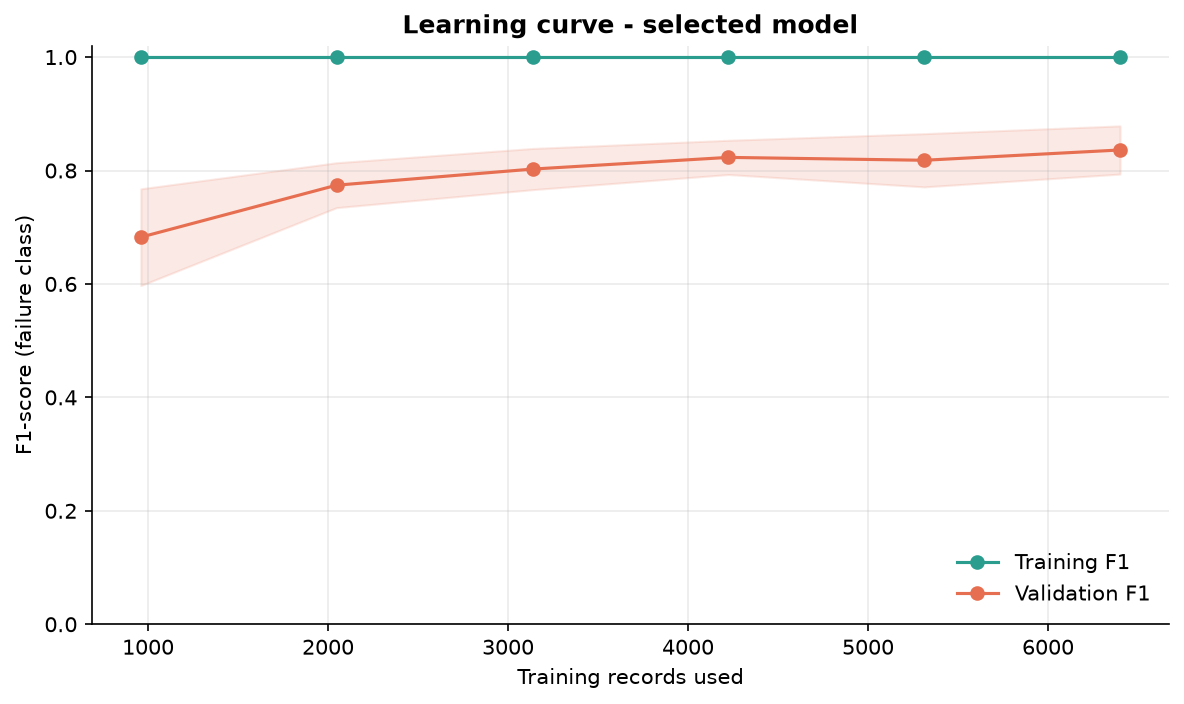 Learning curve - selected model
1.0
0.8
0.6
0.4
0.2
0.0
F1-score (failure class)
Training F1
Validation F1
1000 2000 3000 4000 5000 6000
Training records used